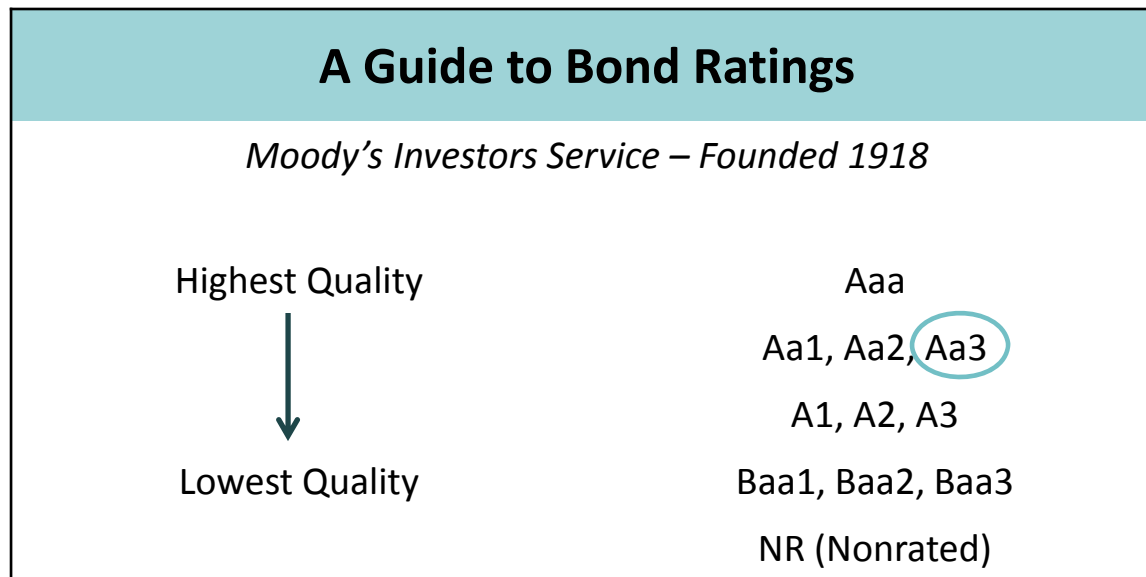 A Guide to Bond Ratings
Moody’s Investors Service – Founded 1918
Highest Quality
Aaa
Aa1, Aa2, Aa3
A1, A2, A3
Lowest Quality
Baa1, Baa2, Baa3
NR (Nonrated)